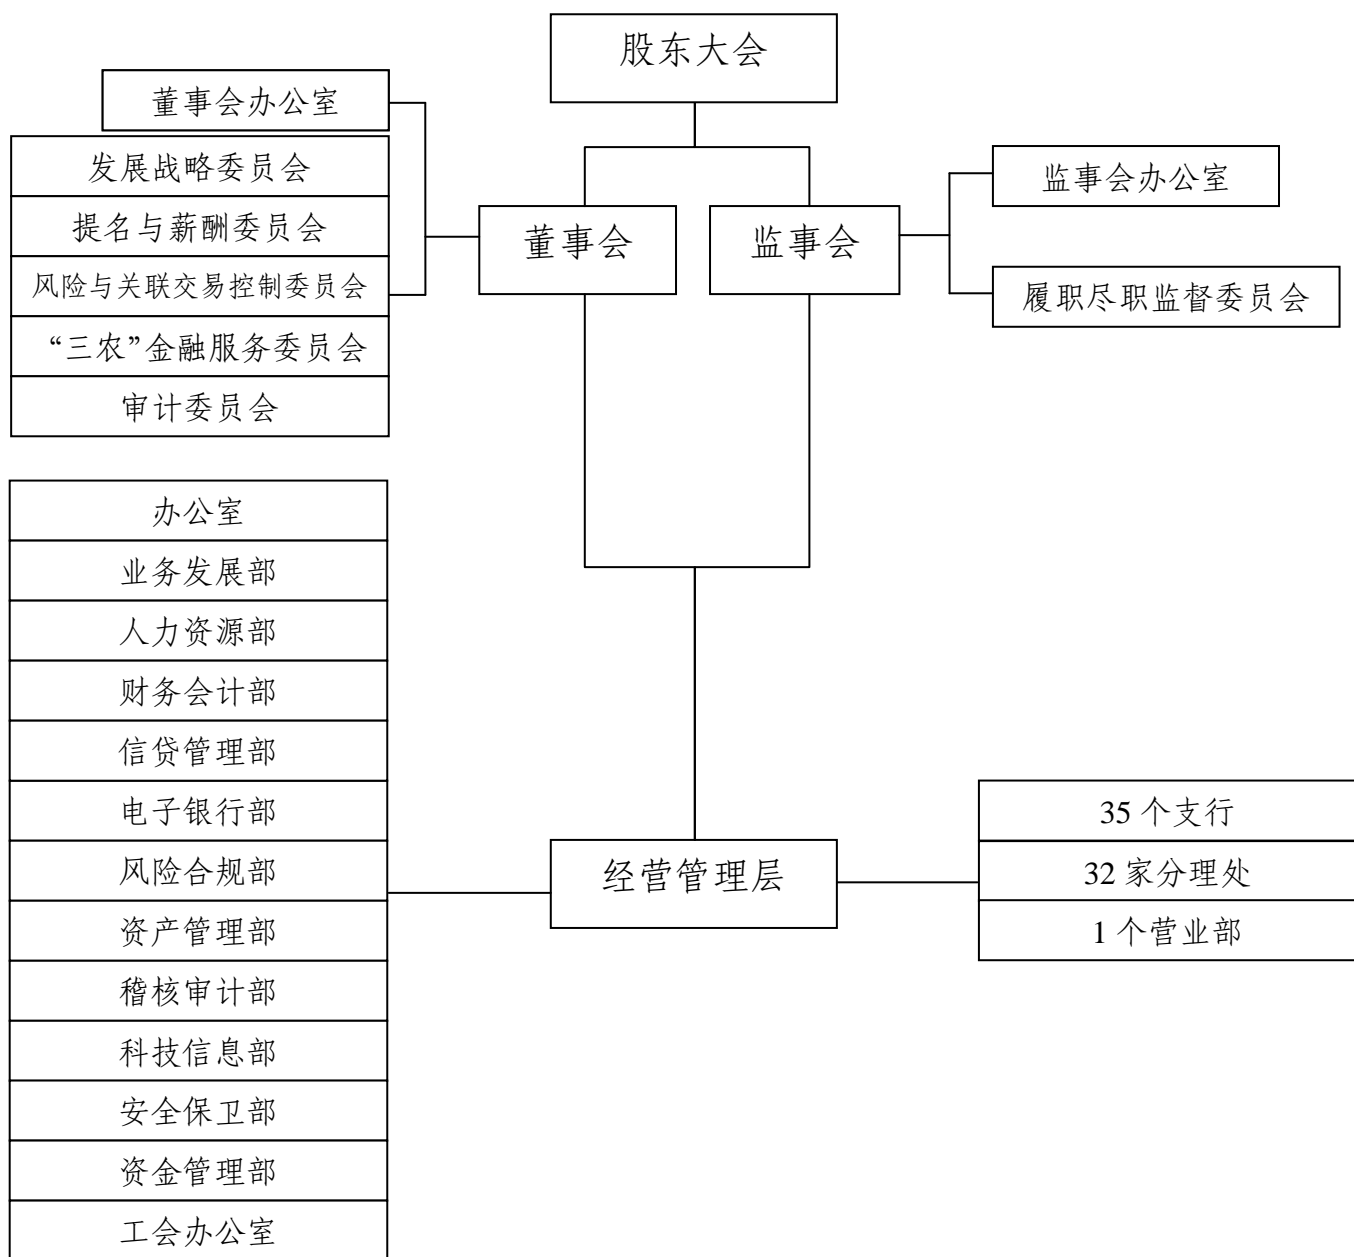 股东大会
董事会办公室
发展战略委员会
提名与薪酬委员会
风险与关联交易控制委员会
“三农”金融服务委员会
审计委员会
董事会
监事会
监事会办公室
履职尽职监督委员会
办公室
业务发展部
人力资源部
财务会计部
信贷管理部
电子银行部
风险合规部
资产管理部
稽核审计部
科技信息部
安全保卫部
资金管理部
工会办公室
经营管理层
35 个支行
32 家分理处
1 个营业部